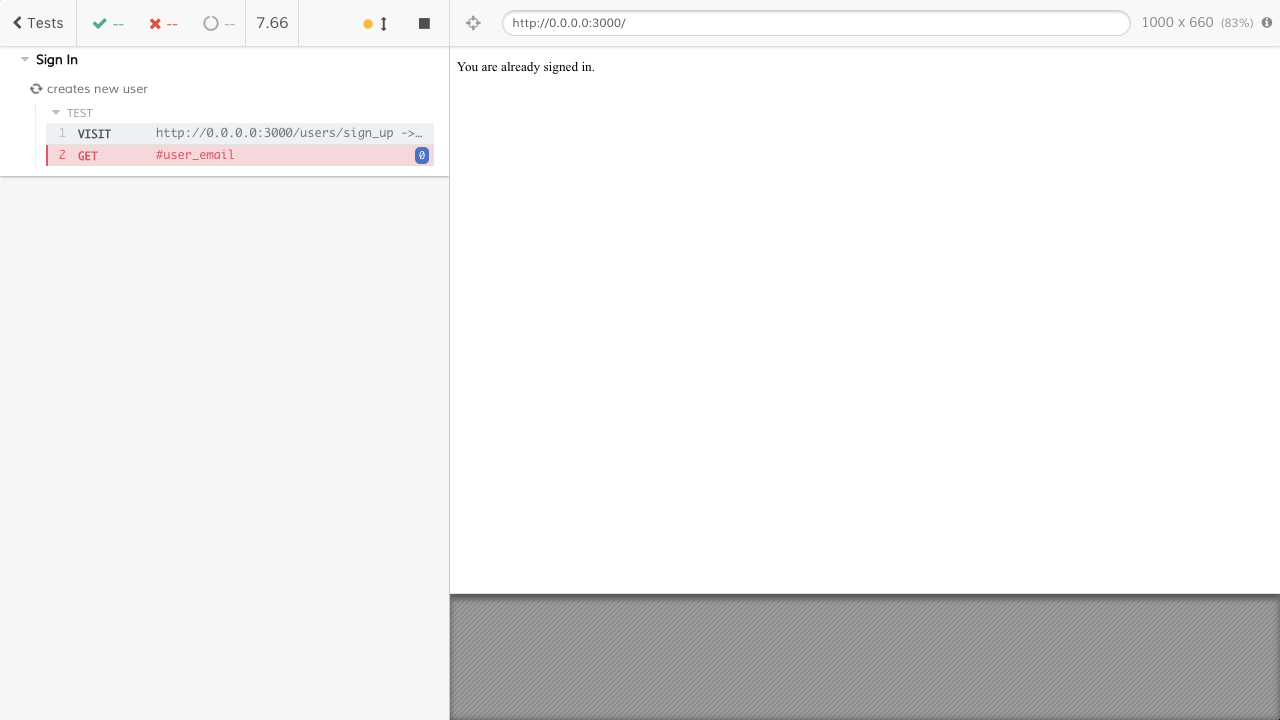 Tests -- -- -- 7.66
http://0.0.0.0:3000/ 1000 x 660 (83%)
Sign In
creates new user
TEST
1 VISIT http://0.0.0.0:3000/users/sign_up ->…
2 GET #user_email 0
You are already signed in.